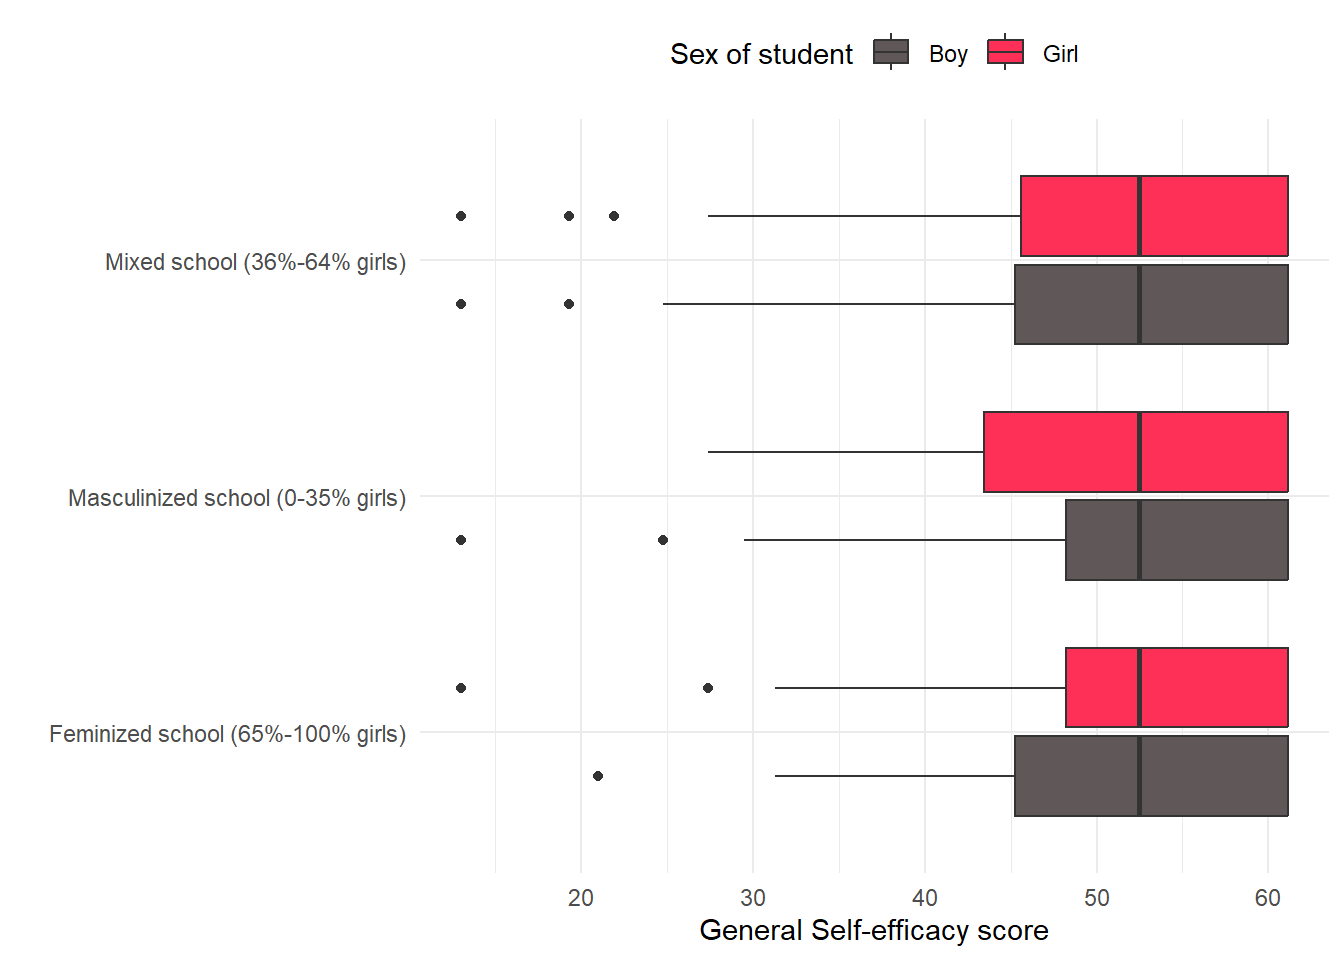 Sex of student Boy Girl
Mixed school (36%-64% girls)
Masculinized school (0-35% girls)
Feminized school (65%-100% girls)
20 30 40 50 60
General Self-efficacy score